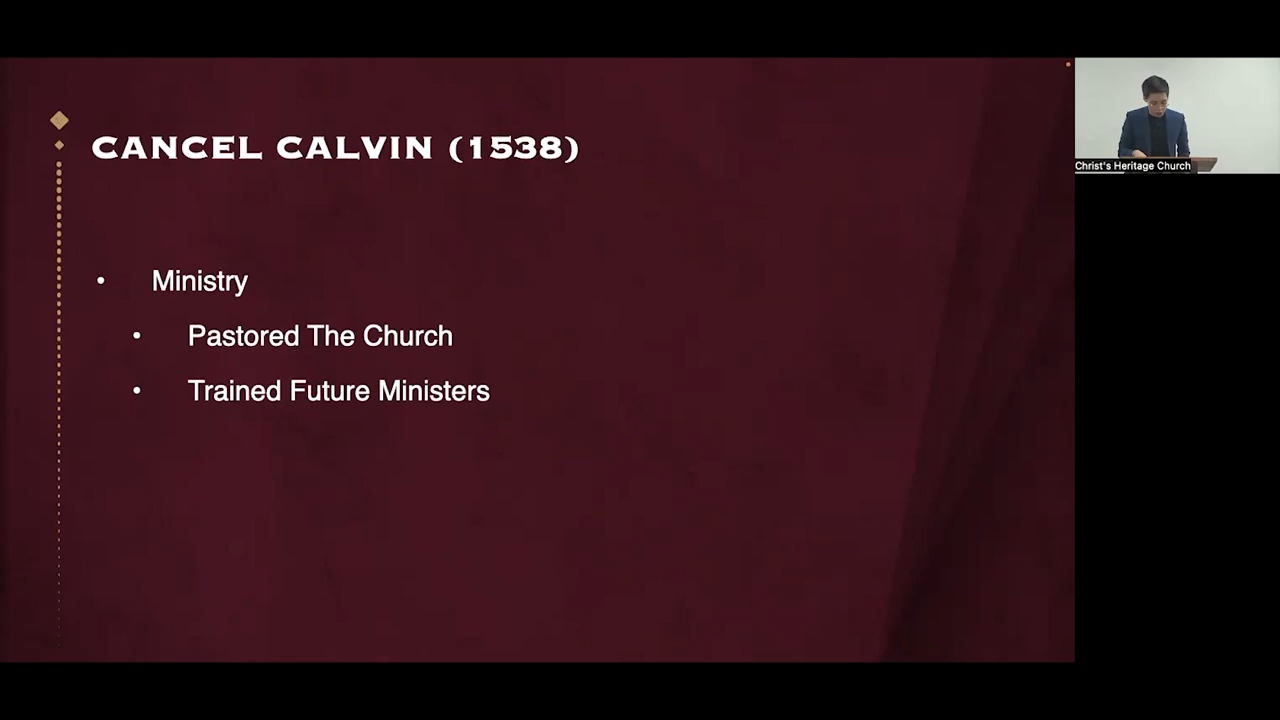 CANCEL CALVIN (1538)
• Ministry
• Pastored The Church
• Trained Future Ministers
Christ's Heritage Church